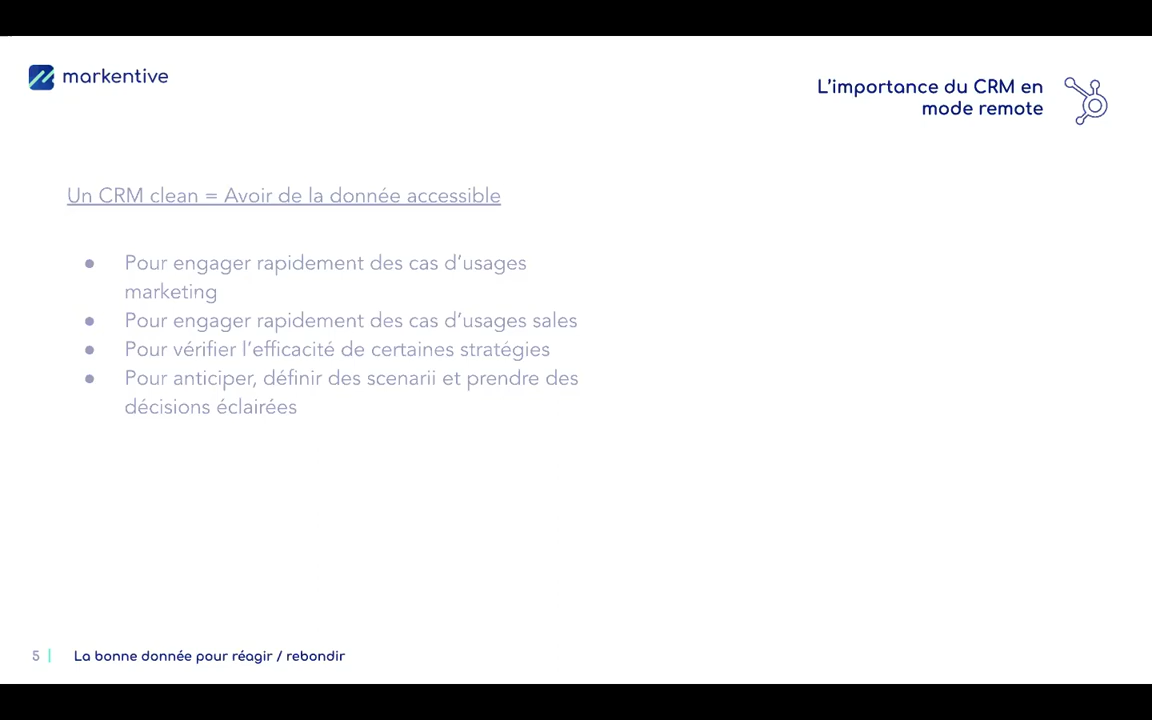 markentive
L'importance du CRM en
mode remote
Un CRM clean = Avoir de la donnée accessible
● Pour engager rapidement des cas d'usages
marketing
● Pour engager rapidement des cas d'usages sales
● Pour vérifier l'efficacité de certaines stratégies
● Pour anticiper, définir des scenarii et prendre des
décisions éclairées
5 | La bonne donnée pour réagir / rebondir